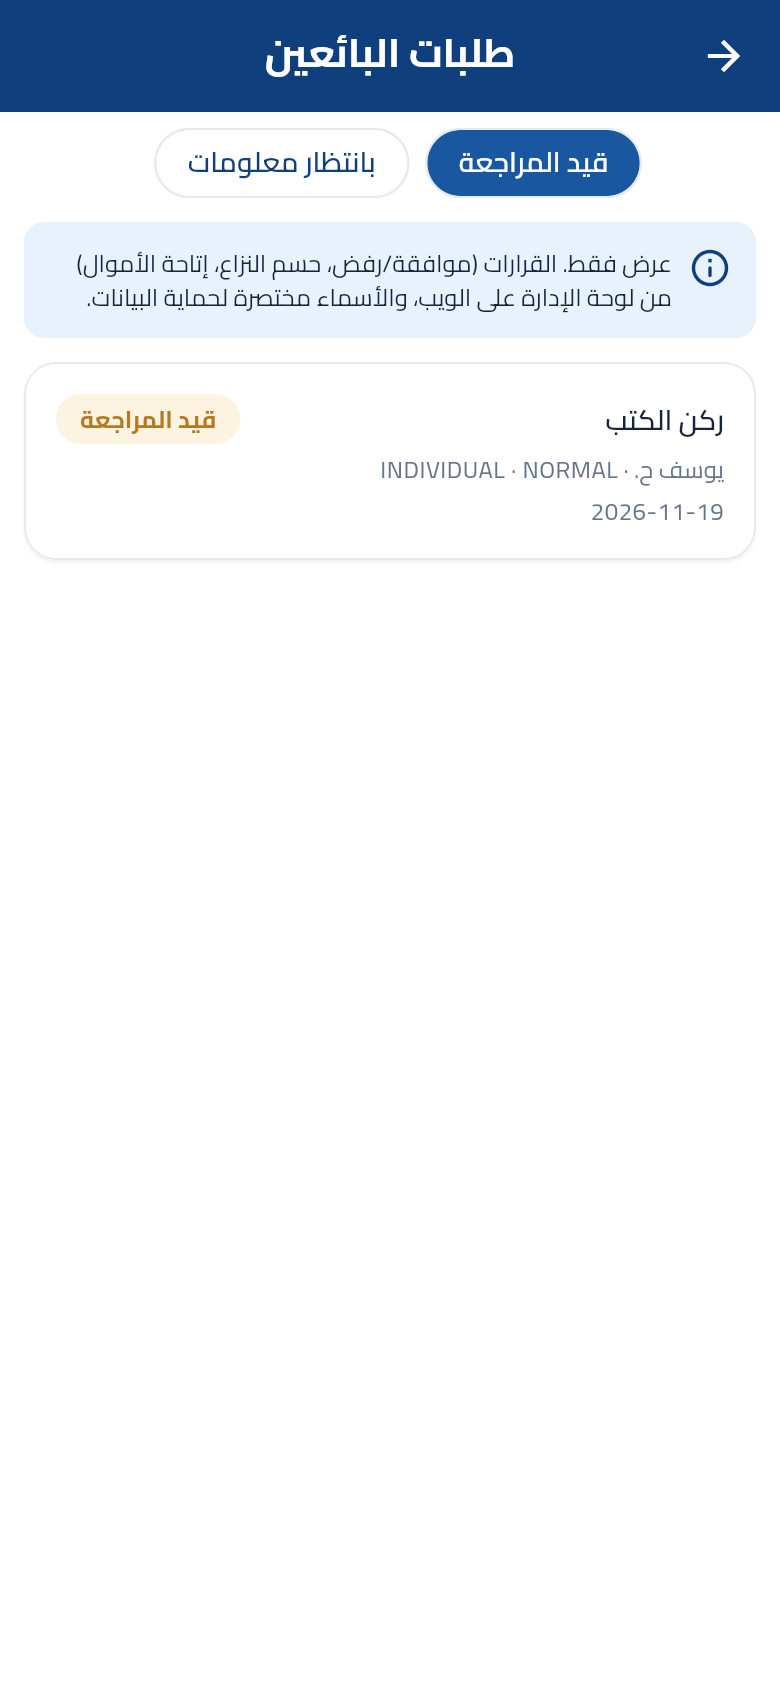 طلبات البائعين
قيد المراجعة
بانتظار معلومات
عرض فقط. القرارات (موافقة/رفض، حسم النزاع، إتاحة الأموال)
من لوحة الإدارة على الويب، والأسماء مختصرة لحماية البيانات.
ركن الكتب
قيد المراجعة
يوسف ح. · INDIVIDUAL · NORMAL
2026-11-19